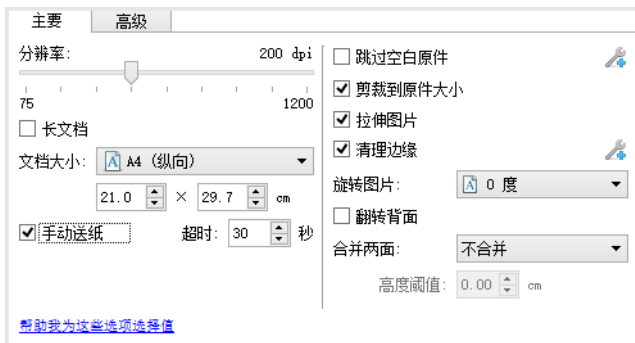 主要
高级
分辨率:
200 dpi
75
1200
长文档
文档大小:
A4 (纵向)
21.0 × 29.7 cm
手动送纸
超时: 30 秒
跳过空白原件
剪裁到原件大小
拉伸图片
清理边缘
旋转图片:
0 度
翻转背面
合并两面:
不合并
高度阈值: 0.00 cm
帮助我为这些选项选择值